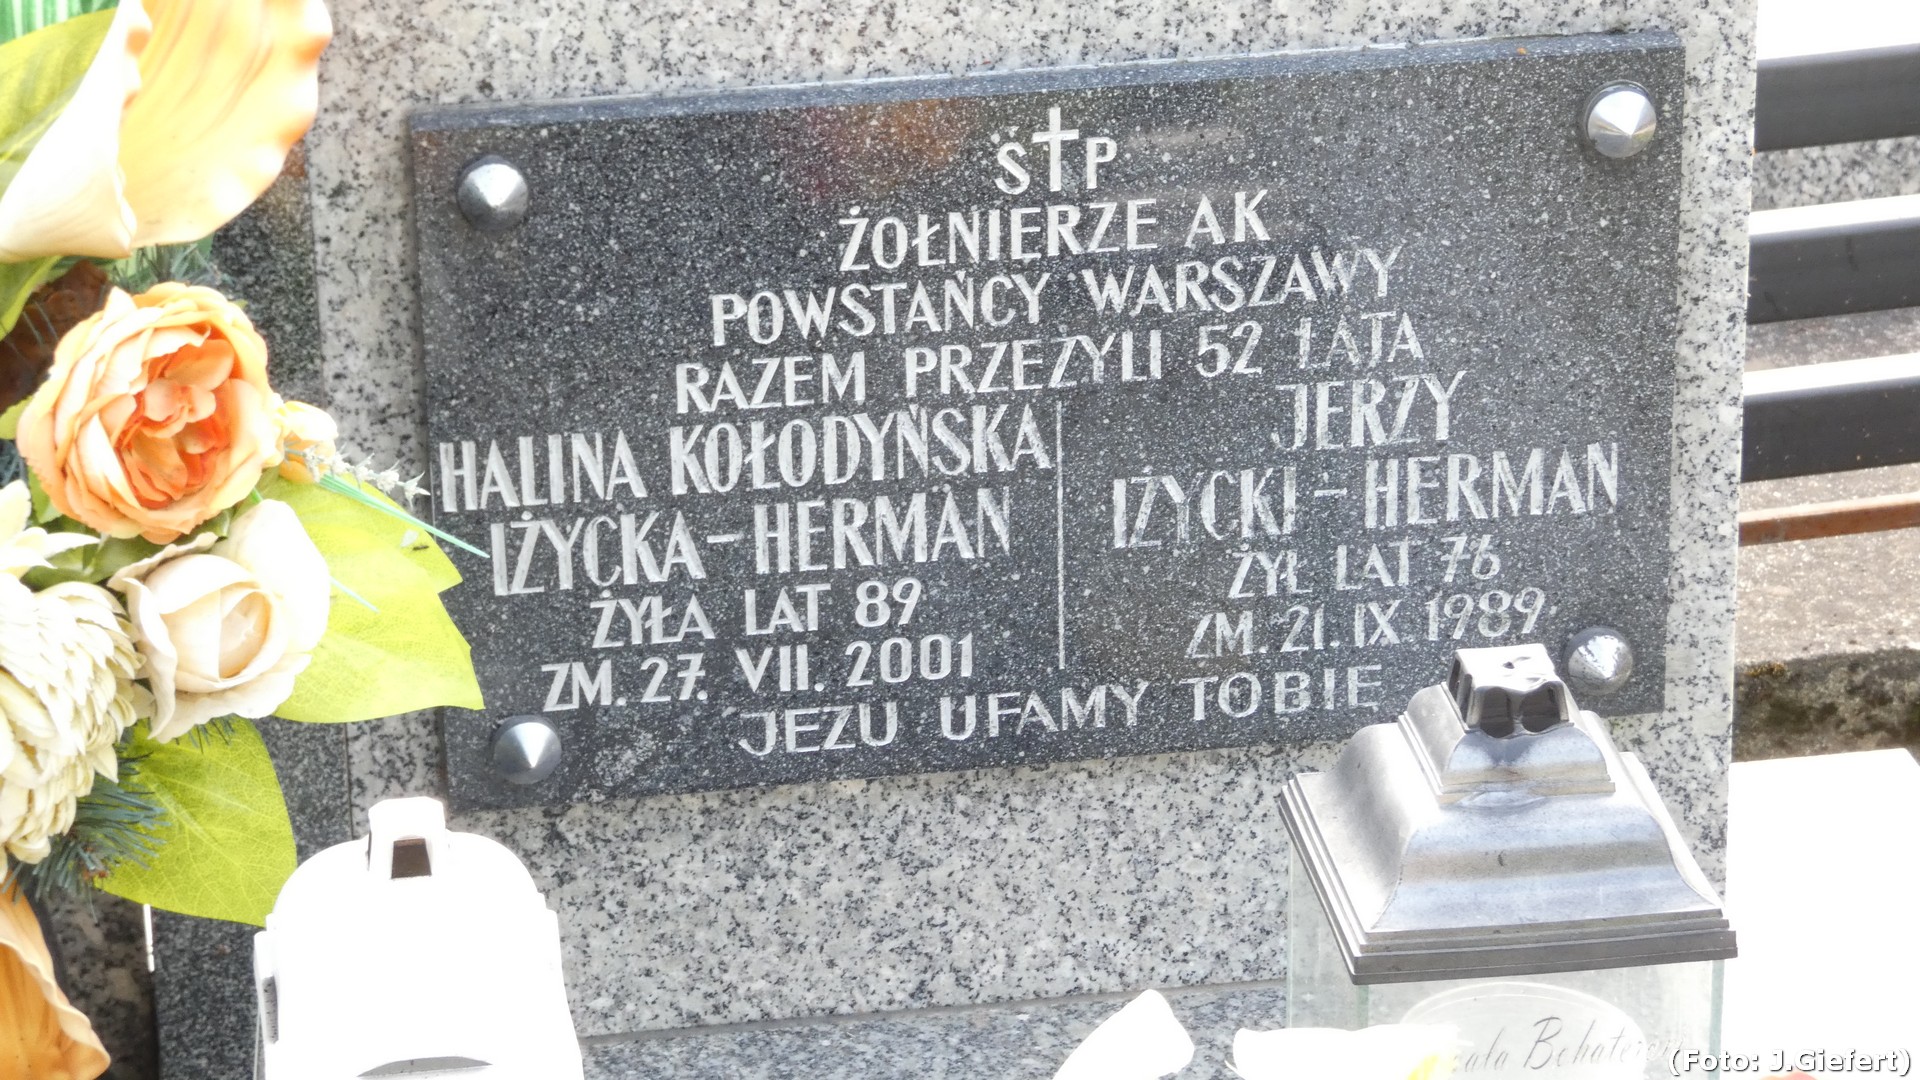 Ś✝P
ŻOŁNIERZE AK
POWSTAŃCY WARSZAWY
RAZEM PRZEŻYLI 52 LATA
HALINA KOŁODYŃSKA
IŻYCKA-HERMAN
ŻYŁA LAT 89
ZM. 27. VII. 2001
JERZY
IŻYCKI-HERMAN
ŻYŁ LAT 76
ZM. 21. IX. 1989
JEZU UFAMY TOBIE
(Foto: J.Giefert)